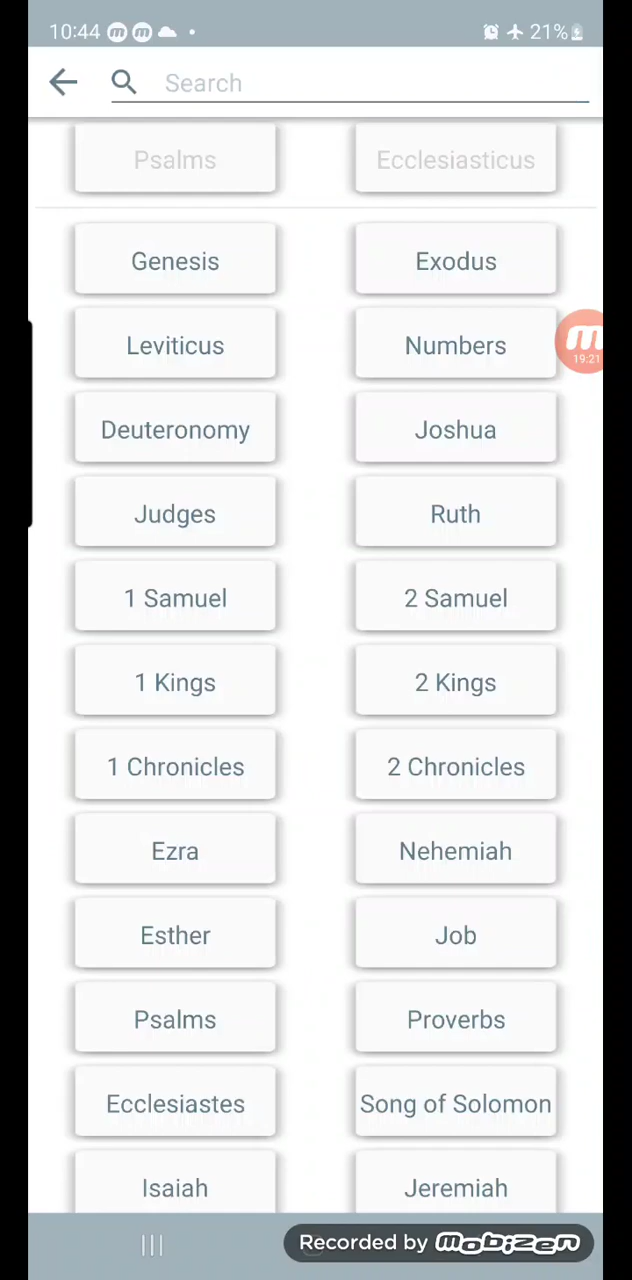 10:44 m m 21%
Search
Psalms Ecclesiasticus
Genesis Exodus
Leviticus Numbers
m
19:21
Deuteronomy Joshua
Judges Ruth
1 Samuel 2 Samuel
1 Kings 2 Kings
1 Chronicles 2 Chronicles
Ezra Nehemiah
Esther Job
Psalms Proverbs
Ecclesiastes Song of Solomon
Isaiah Jeremiah
Recorded by mobizen